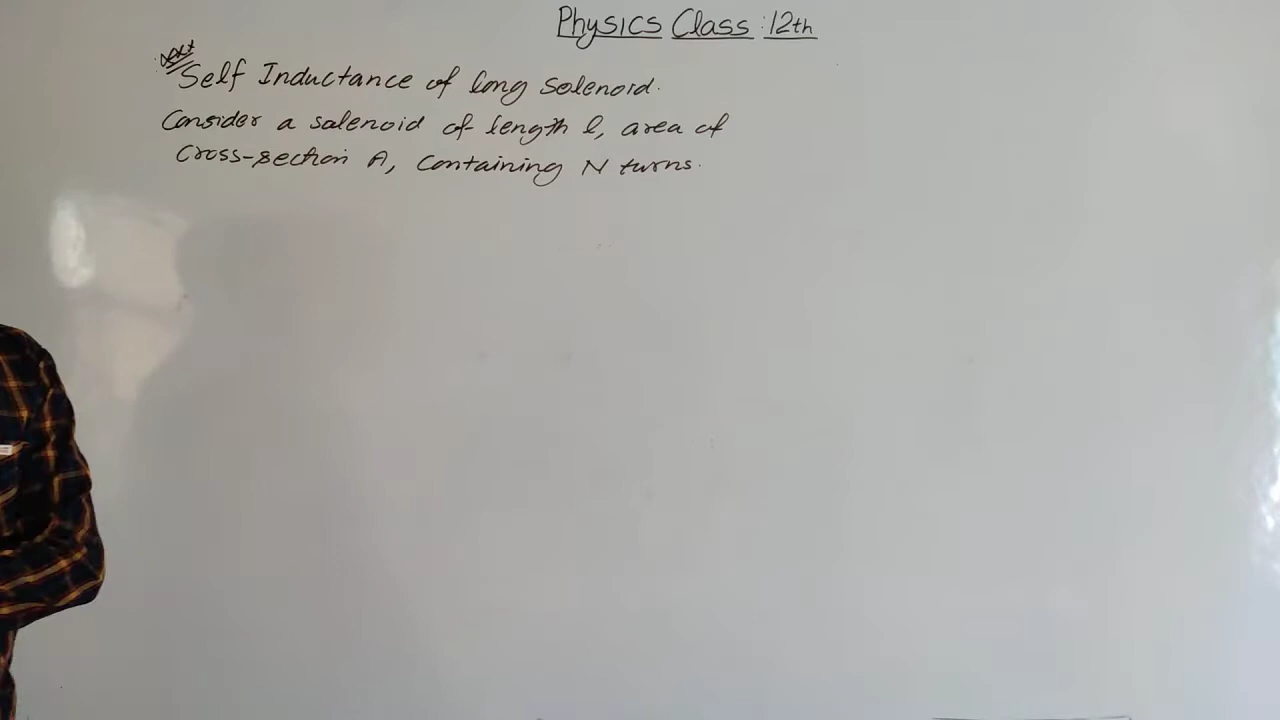 Physics Class : 12th
Self Inductance of long Solenoid.
Consider a solenoid of length l, area of
Cross-section A, Containing N turns.